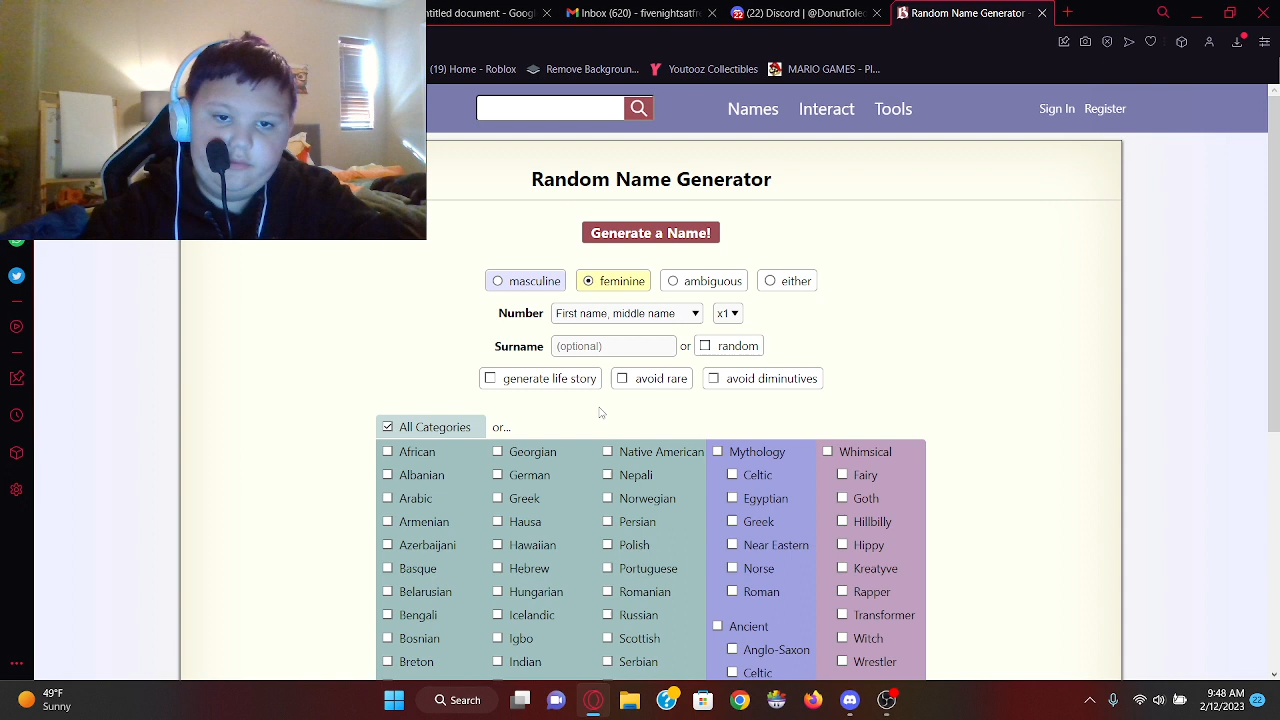 ntitled document - Googl
Inbox (620) - fivenightsatfre
(22) Discord | @DonutToicl
Random Name Generator -
(19) Home - Roblox
Remove Backgroun...
Youtooz Collectibles
MARIO GAMES - Pl...
Names Interact Tools Sign In Register
Random Name Generator
Generate a Name!
masculine feminine ambiguous either
Number First name, middle name x1
Surname (optional) or random
generate life story avoid rare avoid diminutives
All Categories or...
African Georgian Native American Mythology Whimsical
Albanian German Nepali Celtic Fairy
Arabic Greek Norwegian Egyptian Goth
Armenian Hausa Persian Greek Hillbilly
Azerbaijani Hawaiian Polish Near Eastern Hippy
Basque Hebrew Portuguese Norse Kreatyve
Belarusian Hungarian Romanian Roman Rapper
Bengali Icelandic Russian Transformer
Ancient
Bosnian Igbo Scottish Witch
Anglo-Saxon
Breton Indian Serbian Wrestler
Celtic
49°F
Sunny
Search
9:48 AM
2/12/2023
22